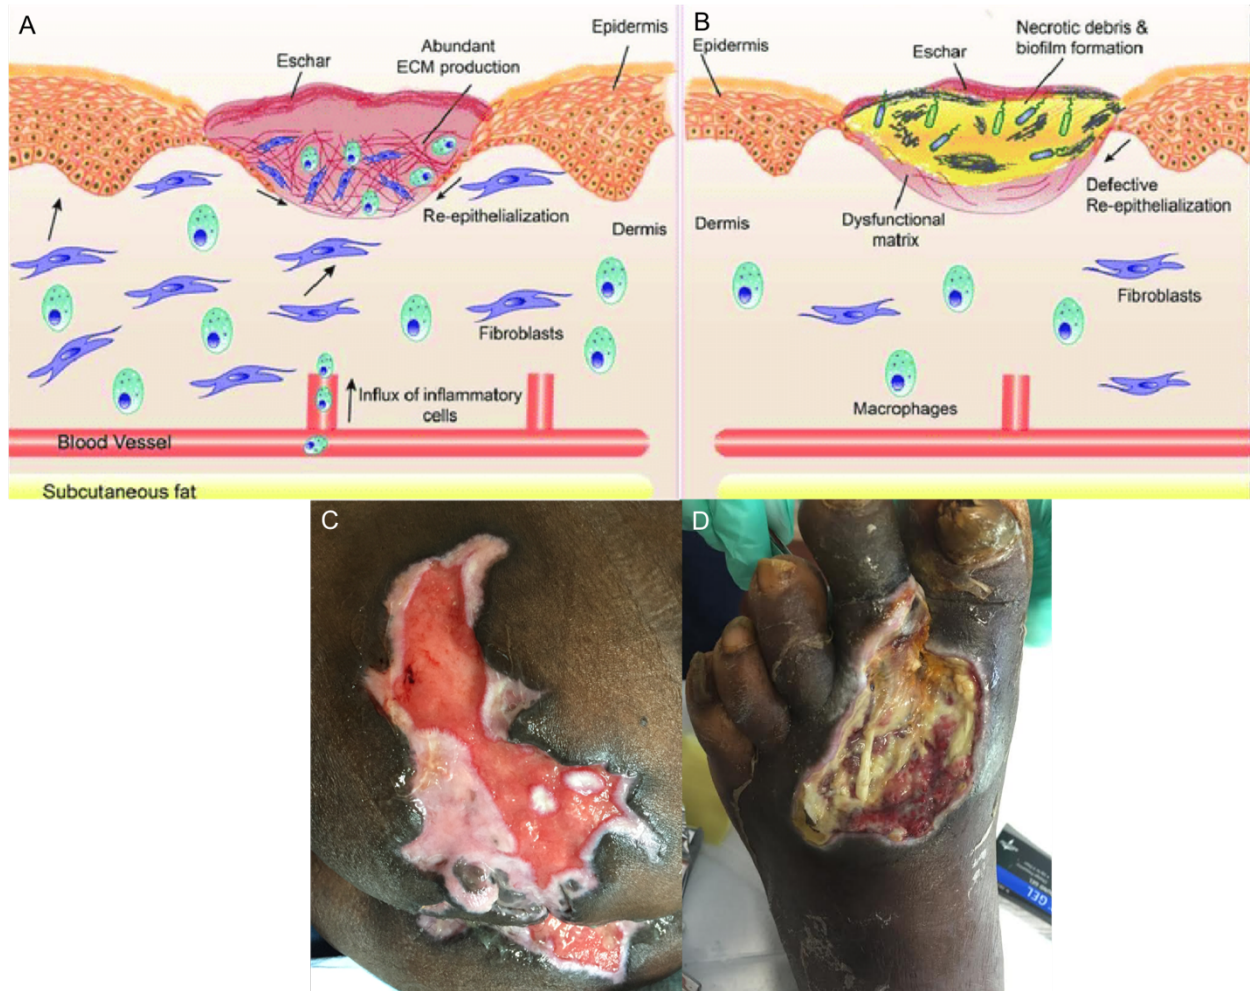 A
Eschar
Abundant
ECM production
Epidermis
Re-epithelialization
Dermis
Fibroblasts
Influx of inflammatory
cells
Blood Vessel
Subcutaneous fat
B
Epidermis
Eschar
Necrotic debris &
biofilm formation
Defective
Re-epithelialization
Dysfunctional
matrix
Dermis
Fibroblasts
Macrophages
C
D
GEL